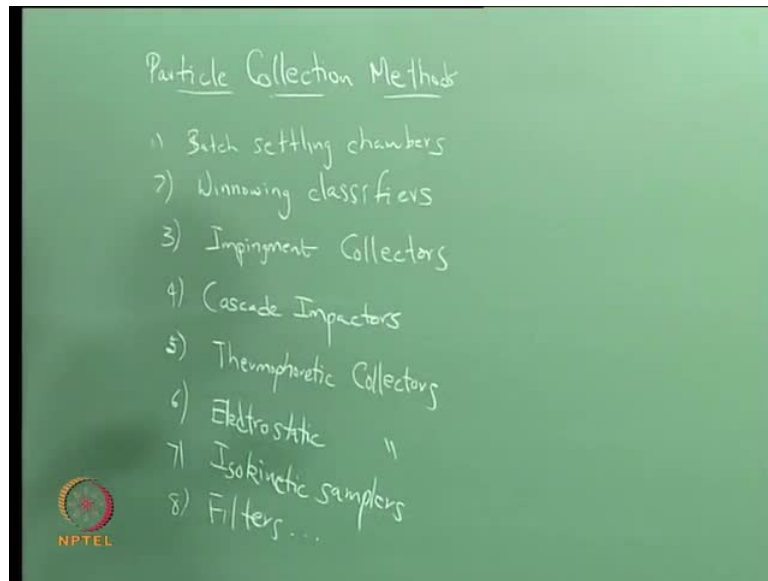 Particle Collection Methods
1) Batch settling chambers
2) Winnowing classifiers
3) Impingment Collectors
4) Cascade Impactors
5) Thermophoretic Collectors
6) Electrostatic "
7) Isokinetic samplers
8) Filters...
NPTEL